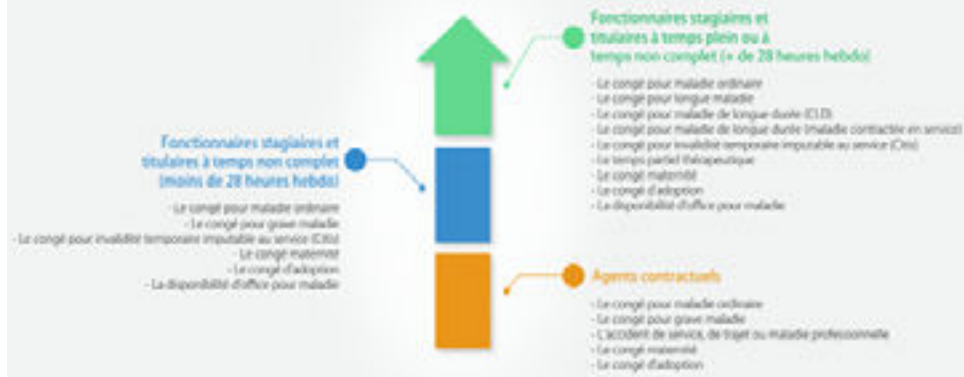 Fonctionnaires stagiaires et
titulaires à temps plein ou à
temps non complet (+ de 28 heures hebdo)
- Le congé pour maladie ordinaire
- Le congé pour longue maladie
- Le congé pour maladie de longue durée (CLD)
- Le congé pour maladie de longue durée (maladie contractée en service)
- Le congé pour invalidité temporaire imputable au service (Citis)
- Le temps partiel thérapeutique
- Le congé maternité
- Le congé d'adoption
- La disponibilité d'office pour maladie
Fonctionnaires stagiaires et
titulaires à temps non complet
(moins de 28 heures hebdo)
- Le congé pour maladie ordinaire
- Le congé pour grave maladie
- Le congé pour invalidité temporaire imputable au service (Citis)
- Le congé maternité
- Le congé d'adoption
- La disponibilité d'office pour maladie
Agents contractuels
- Le congé pour maladie ordinaire
- Le congé pour grave maladie
- L'accident de service, de trajet ou maladie professionnelle
- Le congé maternité
- Le congé d'adoption